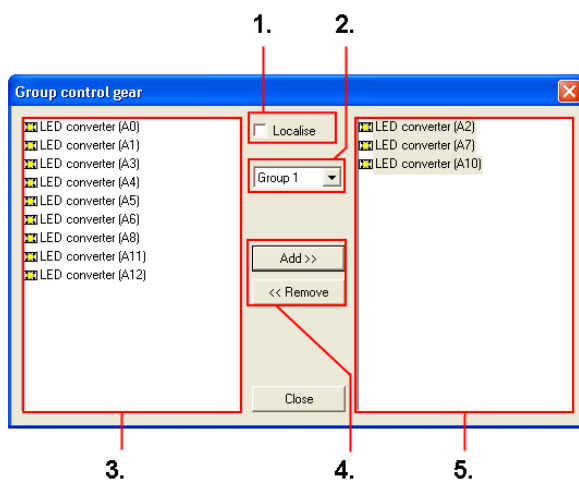 1. 2.
Group control gear
LED converter (A0)
LED converter (A1)
LED converter (A3)
LED converter (A4)
LED converter (A5)
LED converter (A6)
LED converter (A8)
LED converter (A11)
LED converter (A12)
Localise
Group 1
Add >>
<< Remove
Close
LED converter (A2)
LED converter (A7)
LED converter (A10)
3. 4. 5.